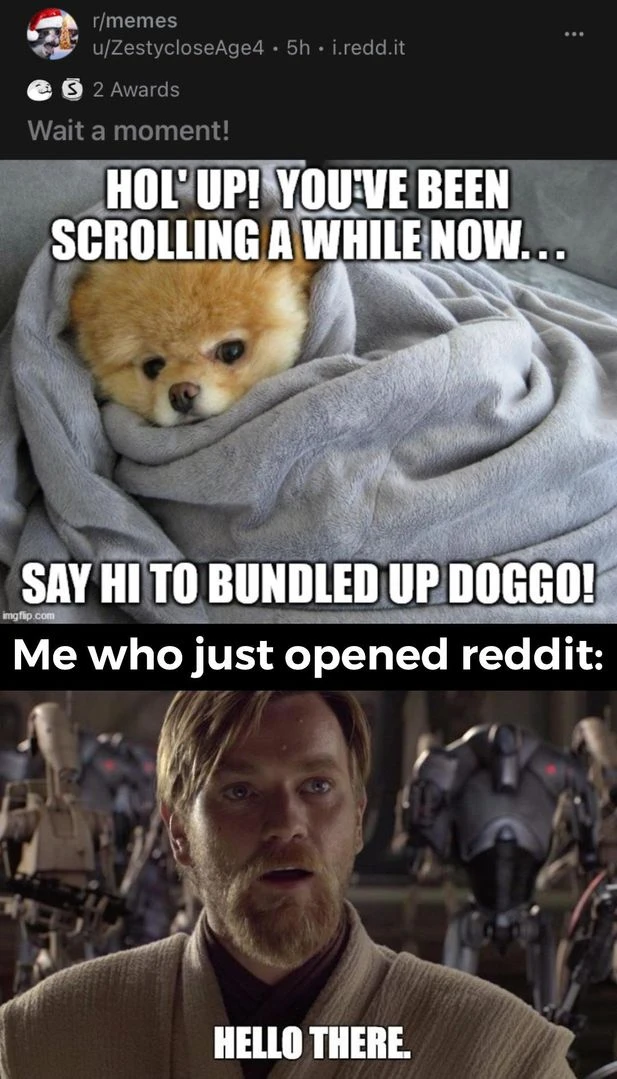 r/memes
u/ZestycloseAge4 • 5h • i.redd.it
2 Awards
Wait a moment!
HOL' UP! YOU'VE BEEN
SCROLLING A WHILE NOW. . .
SAY HI TO BUNDLED UP DOGGO!
imgflip.com
Me who just opened reddit:
HELLO THERE.